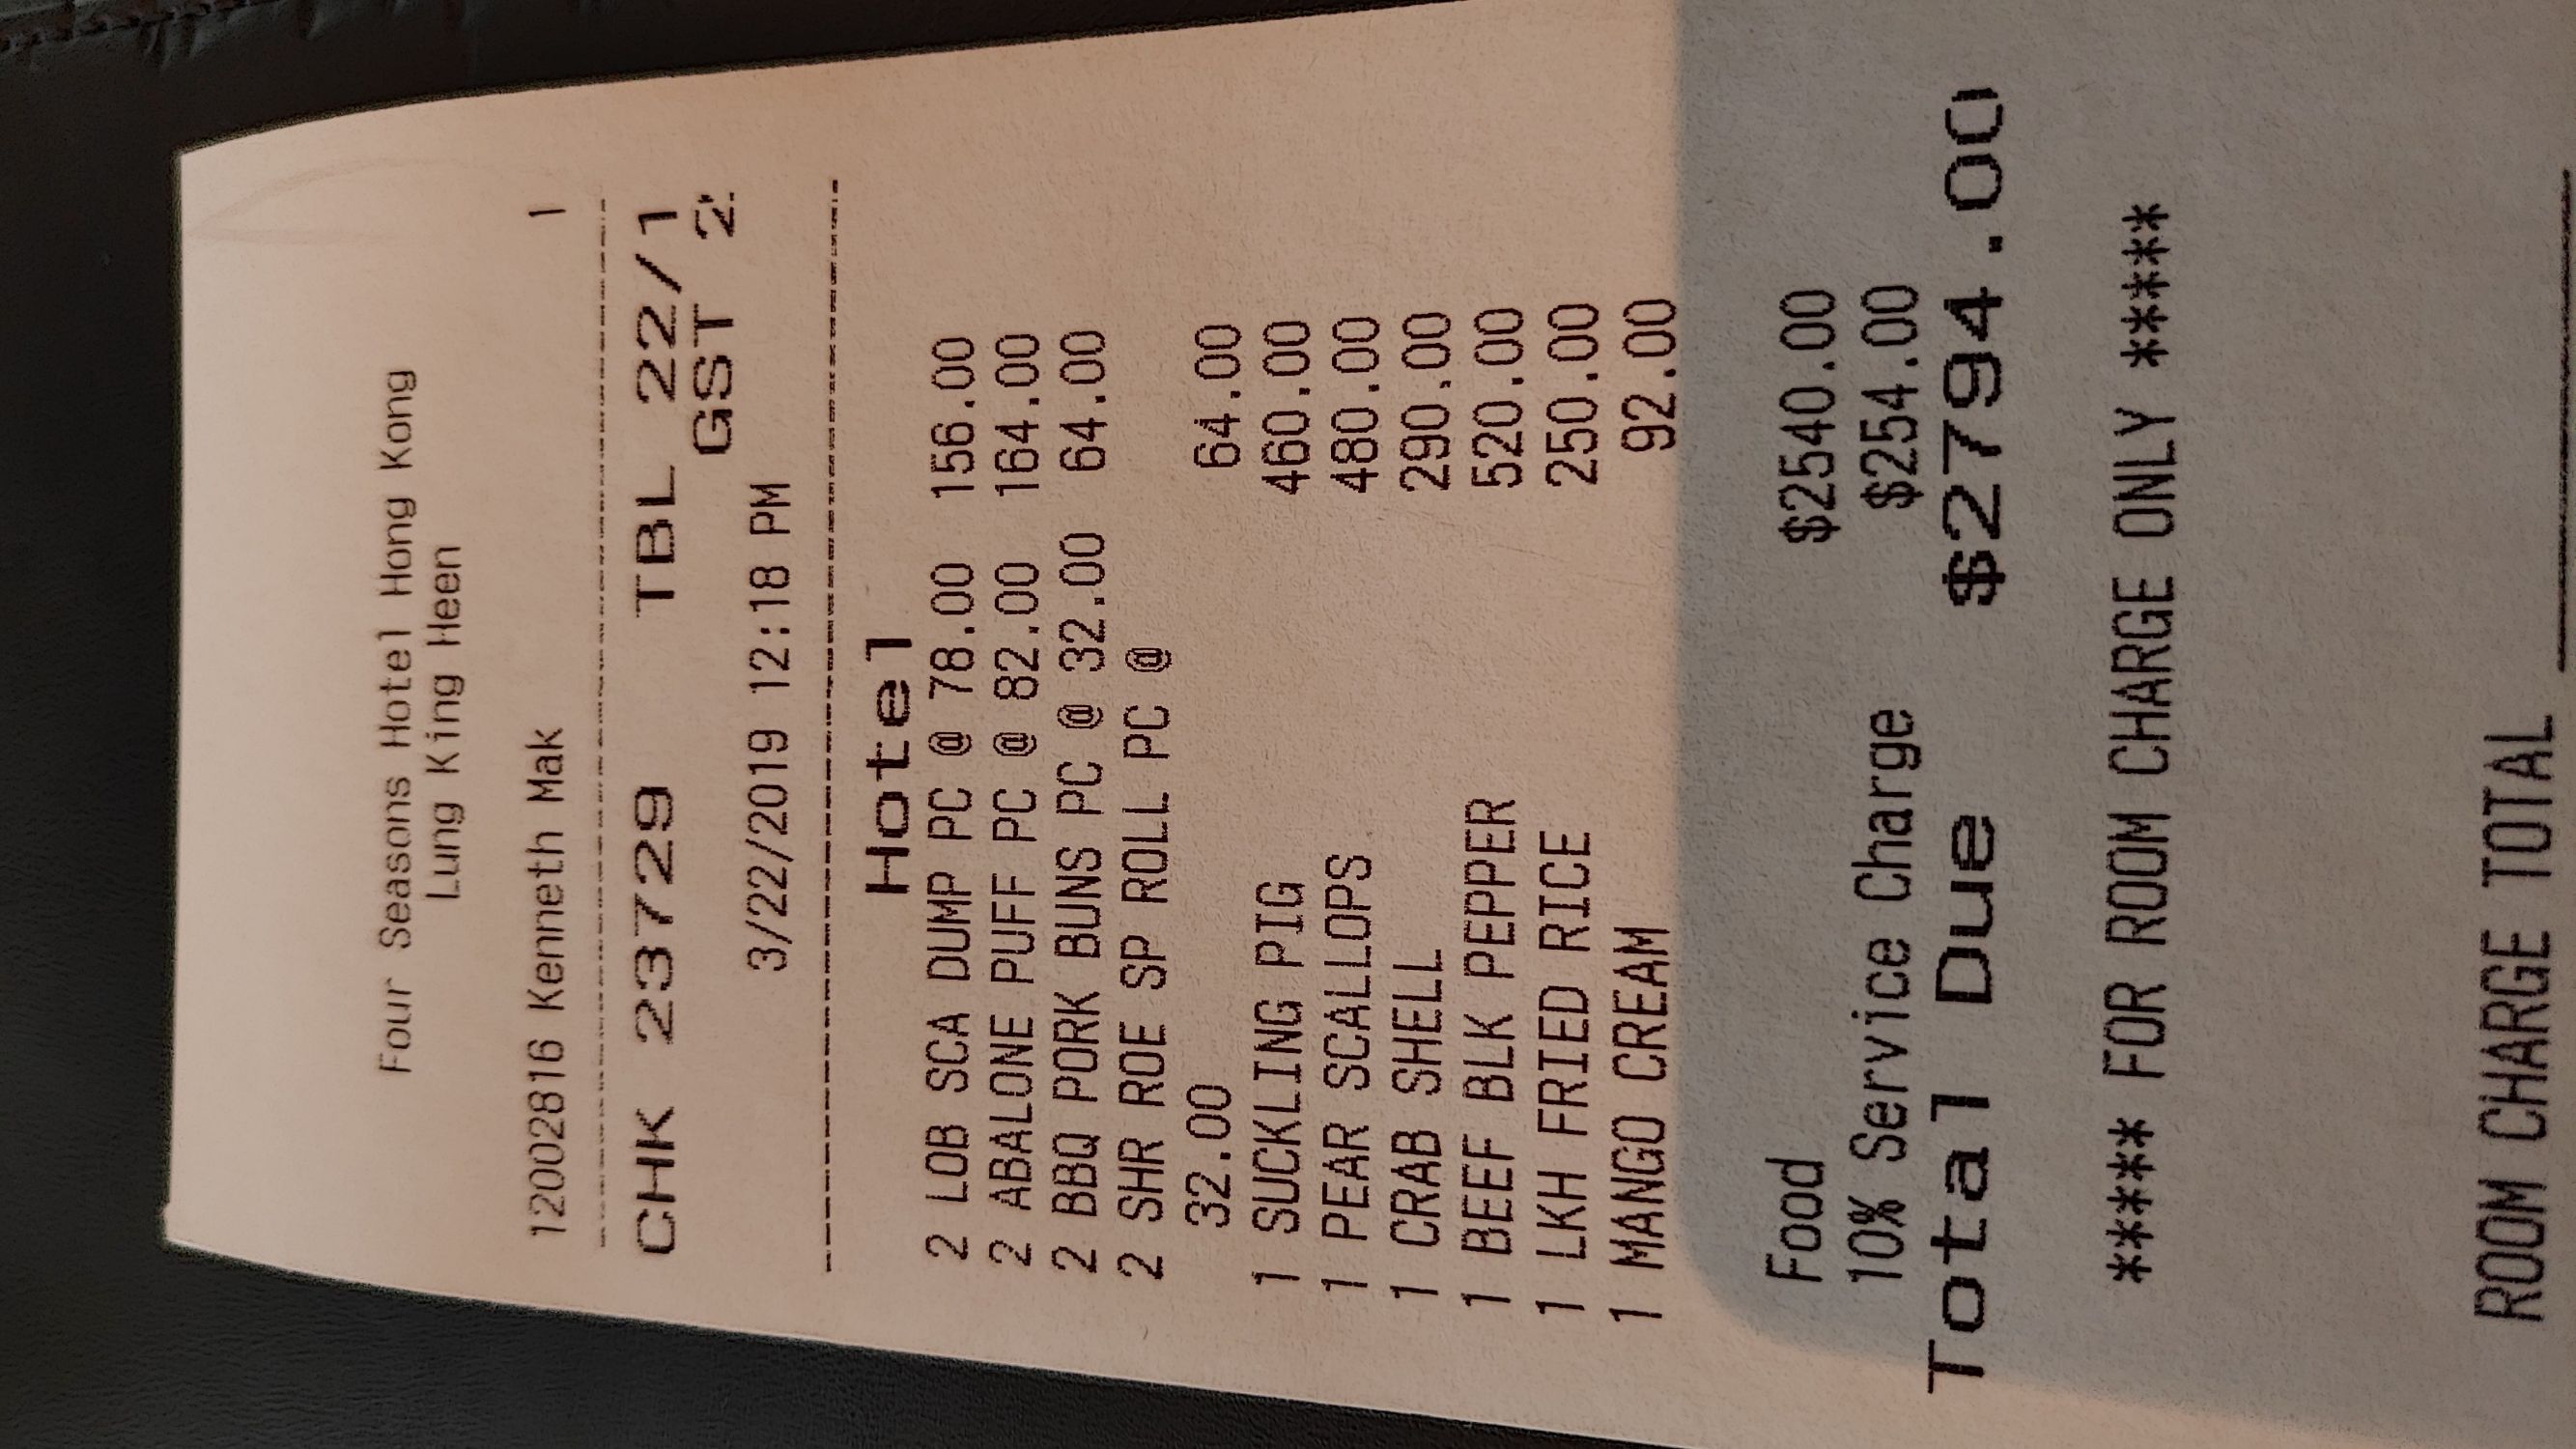 Four Seasons Hotel Hong Kong
Lung King Heen
12002816 Kenneth Mak 1
CHK 23729 TBL 22/1
GST 2
3/22/2019 12:18 PM
Hotel
2 LOB SCA DUMP PC @ 78.00 156.00
2 ABALONE PUFF PC @ 82.00 164.00
2 BBQ PORK BUNS PC @ 32.00 64.00
2 SHR ROE SP ROLL PC @
32.00 64.00
1 SUCKLING PIG 460.00
1 PEAR SCALLOPS 480.00
1 CRAB SHELL 290.00
1 BEEF BLK PEPPER 520.00
1 LKH FRIED RICE 250.00
1 MANGO CREAM 92.00
Food $2540.00
10% Service Charge $254.00
Total Due $2794.00
**** FOR ROOM CHARGE ONLY ****
ROOM CHARGE TOTAL